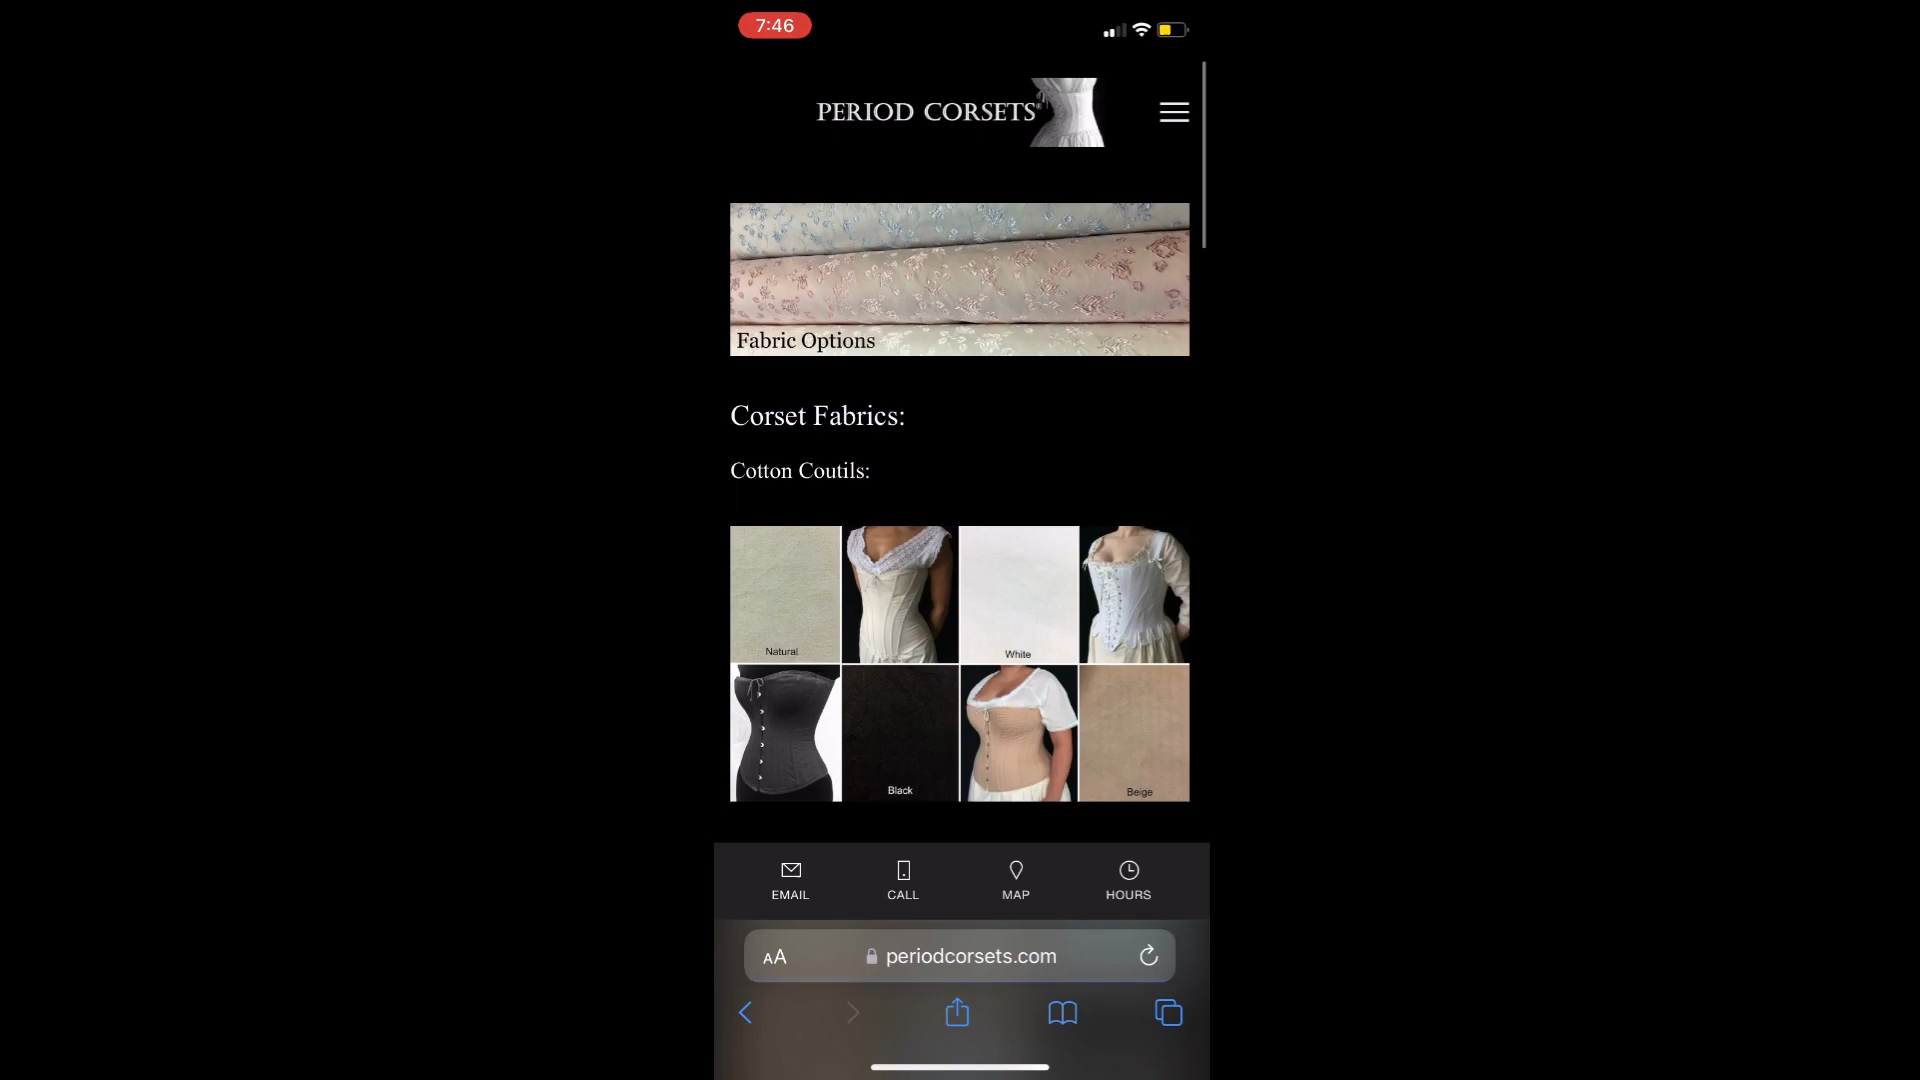 7:46
PERIOD CORSETS®
Fabric Options
Corset Fabrics:
Cotton Coutils:
Natural
White
Black
Beige
EMAIL
CALL
MAP
HOURS
AA
periodcorsets.com